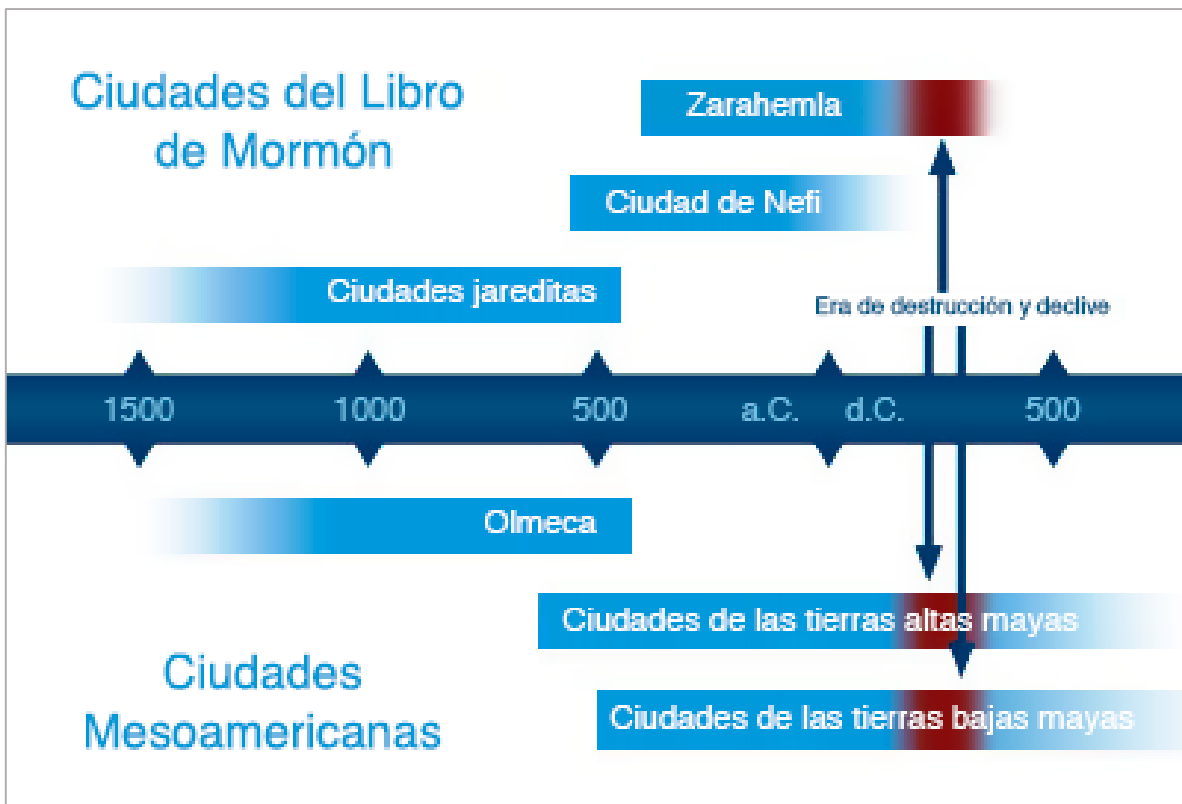 Ciudades del Libro
de Mormón
Zarahemla
Ciudad de Nefi
Ciudades jareditas
Era de destrucción y declive
1500 1000 500 a.C. d.C. 500
Olmeca
Ciudades de las tierras altas mayas
Ciudades
Mesoamericanas
Ciudades de las tierras bajas mayas